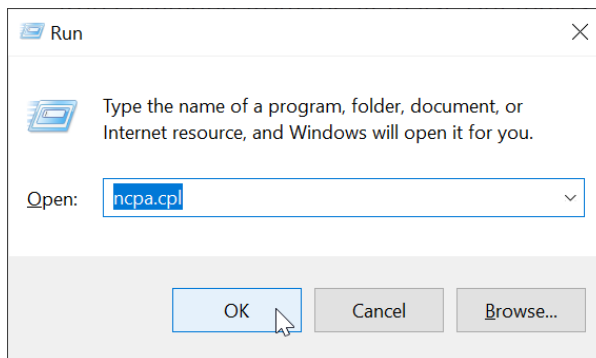 Run
Type the name of a program, folder, document, or
Internet resource, and Windows will open it for you.
Open: ncpa.cpl
OK Cancel Browse...